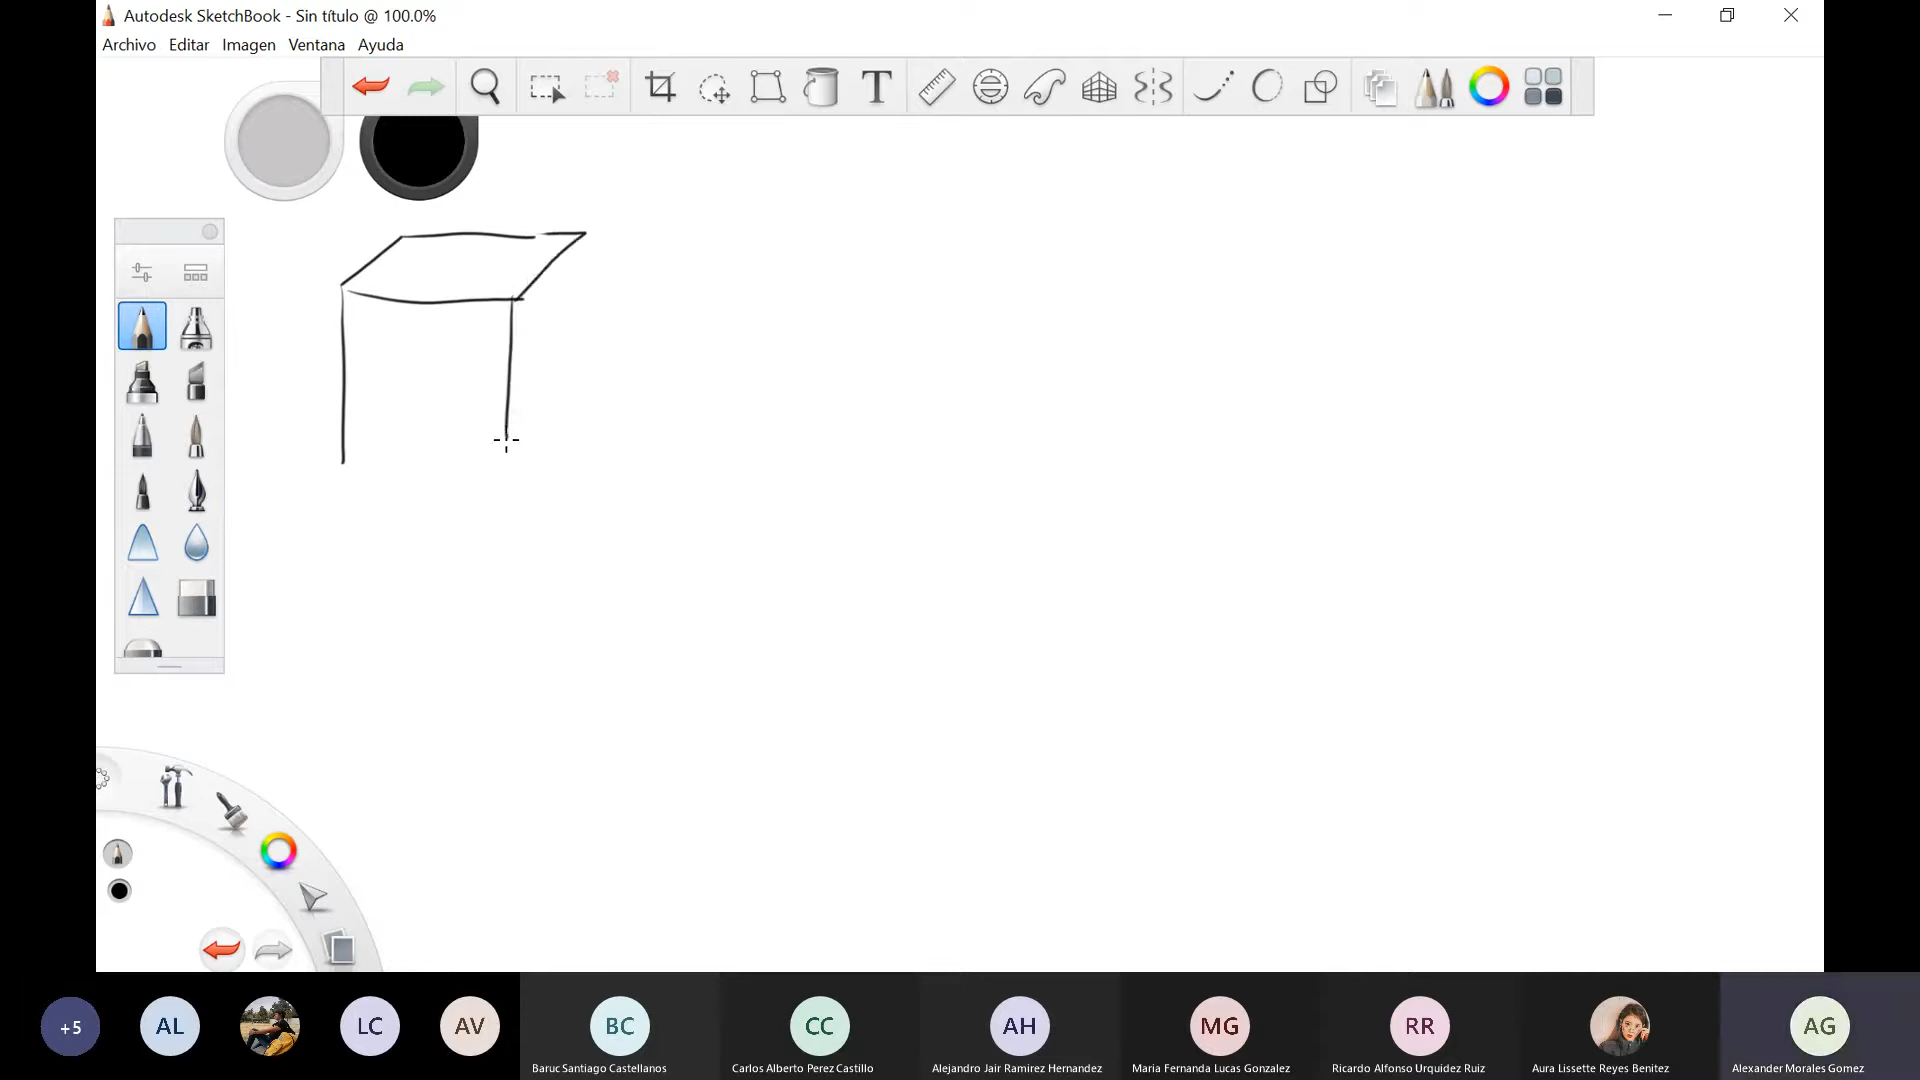 Autodesk SketchBook - Sin título @ 100.0%
Archivo Editar Imagen Ventana Ayuda
T
+5
AL
LC
AV
BC
CC
AH
MG
RR
AG
Baruc Santiago Castellanos
Carlos Alberto Perez Castillo
Alejandro Jair Ramirez Hernandez
Maria Fernanda Lucas Gonzalez
Ricardo Alfonso Urquidez Ruiz
Aura Lissette Reyes Benitez
Alexander Morales Gomez